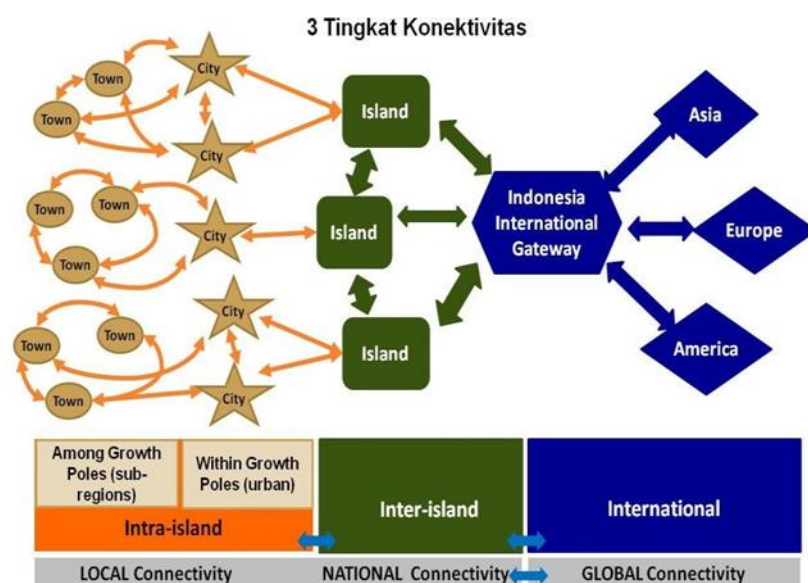 3 Tingkat Konektivitas
City
Town
Town
City
Island
Asia
Town
Town
City
Town
Island
Indonesia
International
Gateway
Europe
City
Town
Town
Town
City
Island
America
Among Growth
Poles (sub-
regions)
Within Growth
Poles (urban)
Intra-island
Inter-island
International
LOCAL Connectivity
NATIONAL Connectivity
GLOBAL Connectivity